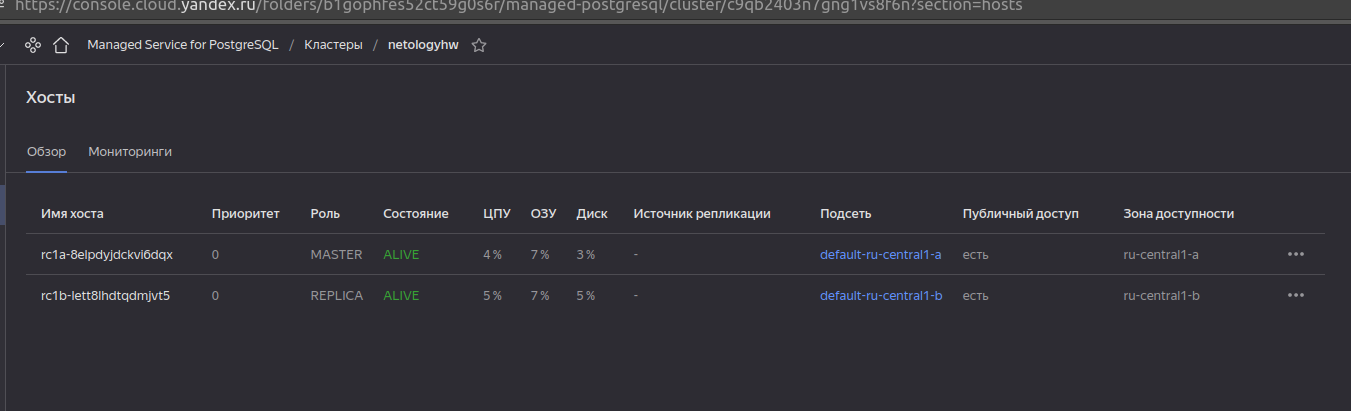 https://console.cloud.yandex.ru/folders/b1gophfes52ct59g0s6r/managed-postgresql/cluster/c9qb2403n7gng1vs8f6n?section=hosts
Managed Service for PostgreSQL / Кластеры / netologyhw
Хосты
Обзор Мониторинги
Имя хоста Приоритет Роль Состояние ЦПУ ОЗУ Диск Источник репликации Подсеть Публичный доступ Зона доступности
rc1a-8elpdyjdckvi6dqx 0 MASTER ALIVE 4 % 7 % 3 % - default-ru-central1-a есть ru-central1-a
rc1b-lett8lhdtqdmjvt5 0 REPLICA ALIVE 5 % 7 % 5 % - default-ru-central1-b есть ru-central1-b